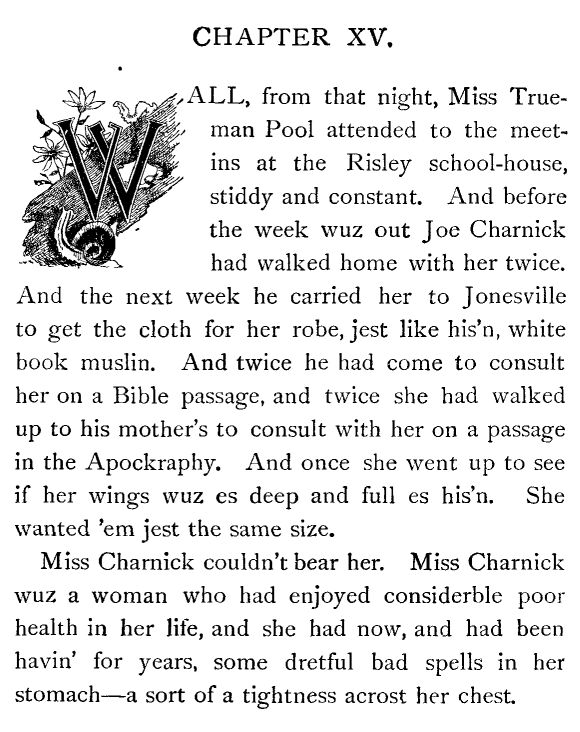 CHAPTER XV.
WALL, from that night, Miss True-
man Pool attended to the meet-
ins at the Risley school-house,
stiddy and constant. And before
the week wuz out Joe Charnick
had walked home with her twice.
And the next week he carried her to Jonesville
to get the cloth for her robe, jest like his'n, white
book muslin. And twice he had come to consult
her on a Bible passage, and twice she had walked
up to his mother's to consult with her on a passage
in the Apockraphy. And once she went up to see
if her wings wuz es deep and full es his'n. She
wanted 'em jest the same size.
Miss Charnick couldn't bear her. Miss Charnick
wuz a woman who had enjoyed considerble poor
health in her life, and she had now, and had been
havin' for years, some dretful bad spells in her
stomach—a sort of a tightness acrost her chest.